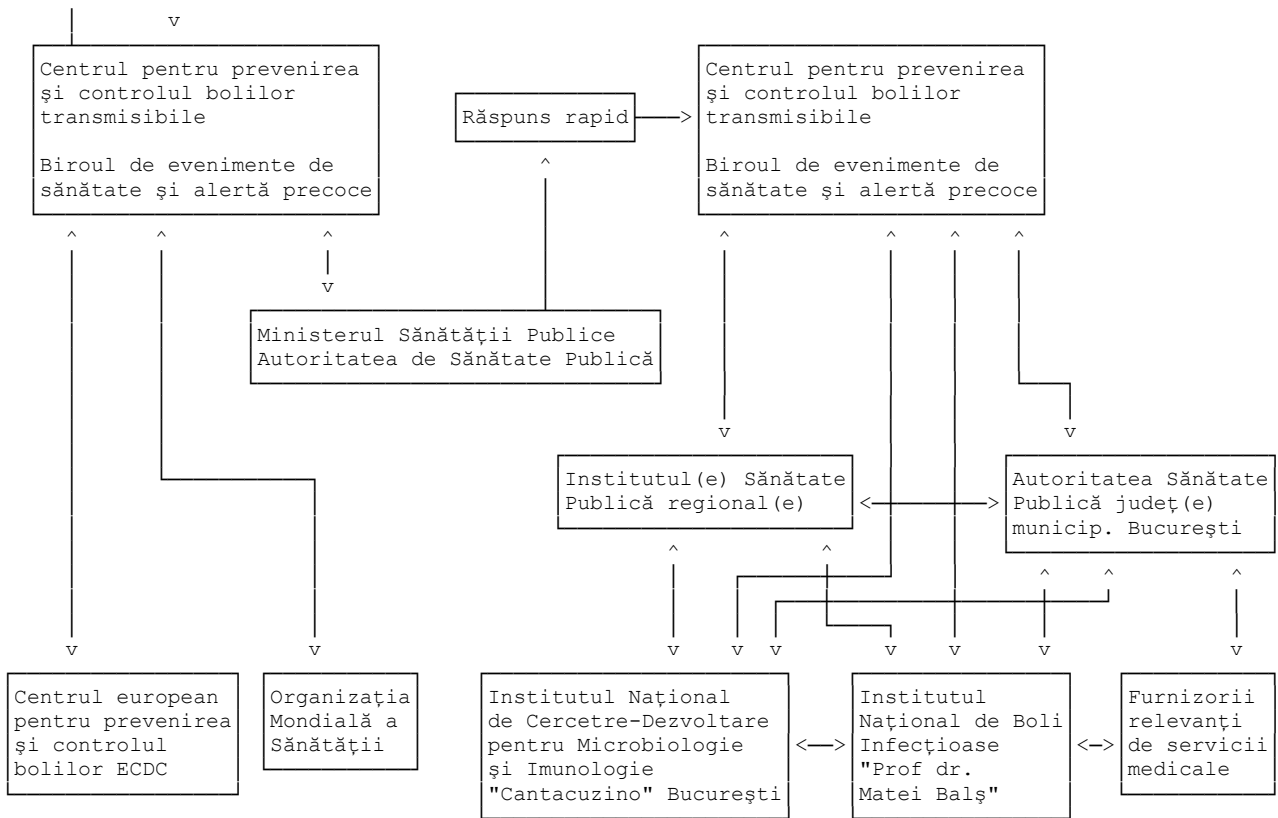 Centrul pentru prevenirea
şi controlul bolilor
transmisibile
Biroul de evenimente de
sănătate şi alertă precoce
Răspuns rapid
Centrul pentru prevenirea
şi controlul bolilor
transmisibile
Biroul de evenimente de
sănătate şi alertă precoce
Ministerul Sănătăţii Publice
Autoritatea de Sănătate Publică
Institutul(e) Sănătate
Publică regional(e)
Autoritatea Sănătate
Publică judeţ(e)
municip. Bucureşti
Centrul european
pentru prevenirea
şi controlul
bolilor ECDC
Organizaţia
Mondială a
Sănătăţii
Institutul Naţional
de Cercetre-Dezvoltare
pentru Microbiologie
şi Imunologie
"Cantacuzino" Bucureşti
Institutul
Naţional de Boli
Infecţioase
"Prof dr.
Matei Balş"
Furnizorii
relevanţi
de servicii
medicale